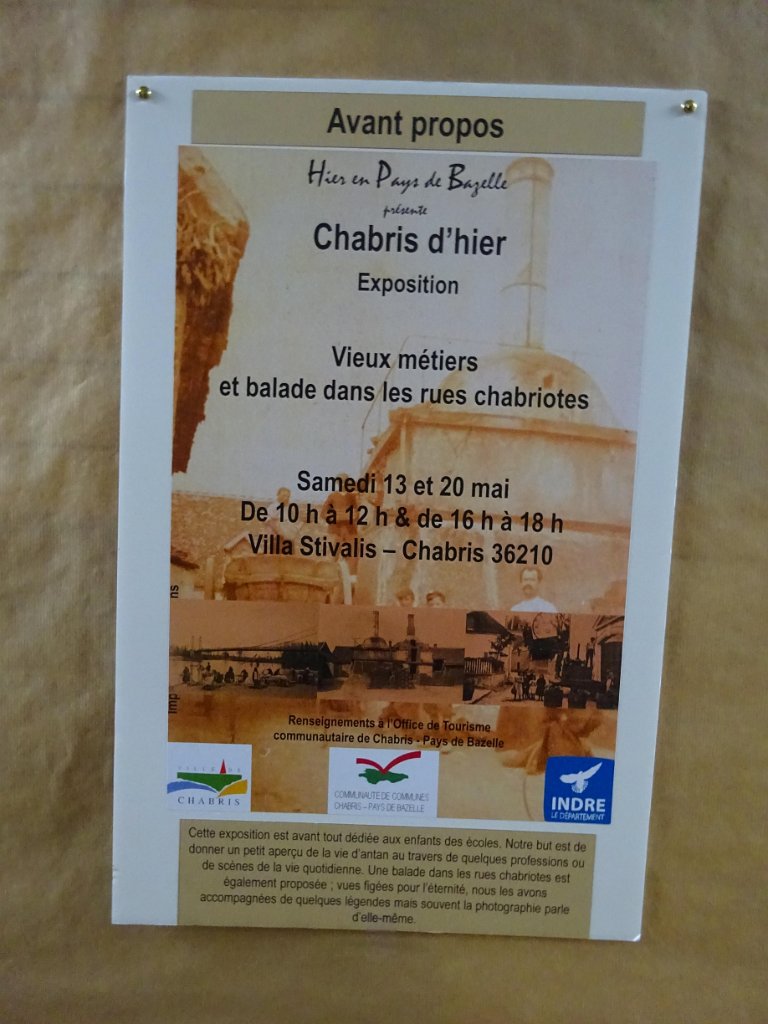 Avant propos
Hier en Pays de Bazelle
présente
Chabris d'hier
Exposition
Vieux métiers
et balade dans les rues chabriotes
Samedi 13 et 20 mai
De 10 h à 12 h & de 16 h à 18 h
Villa Stivalis – Chabris 36210
ns
Imp
Renseignements à l'Office de Tourisme
communautaire de Chabris - Pays de Bazelle
VILLE DE
CHABRIS
COMMUNAUTE DE COMMUNES
CHABRIS – PAYS DE BAZELLE
INDRE
LE DÉPARTEMENT
Cette exposition est avant tout dédiée aux enfants des écoles. Notre but est de
donner un petit aperçu de la vie d'antan au travers de quelques professions ou
de scènes de la vie quotidienne. Une balade dans les rues chabriotes est
également proposée ; vues figées pour l'éternité, nous les avons
accompagnées de quelques légendes mais souvent la photographie parle
d'elle-même.